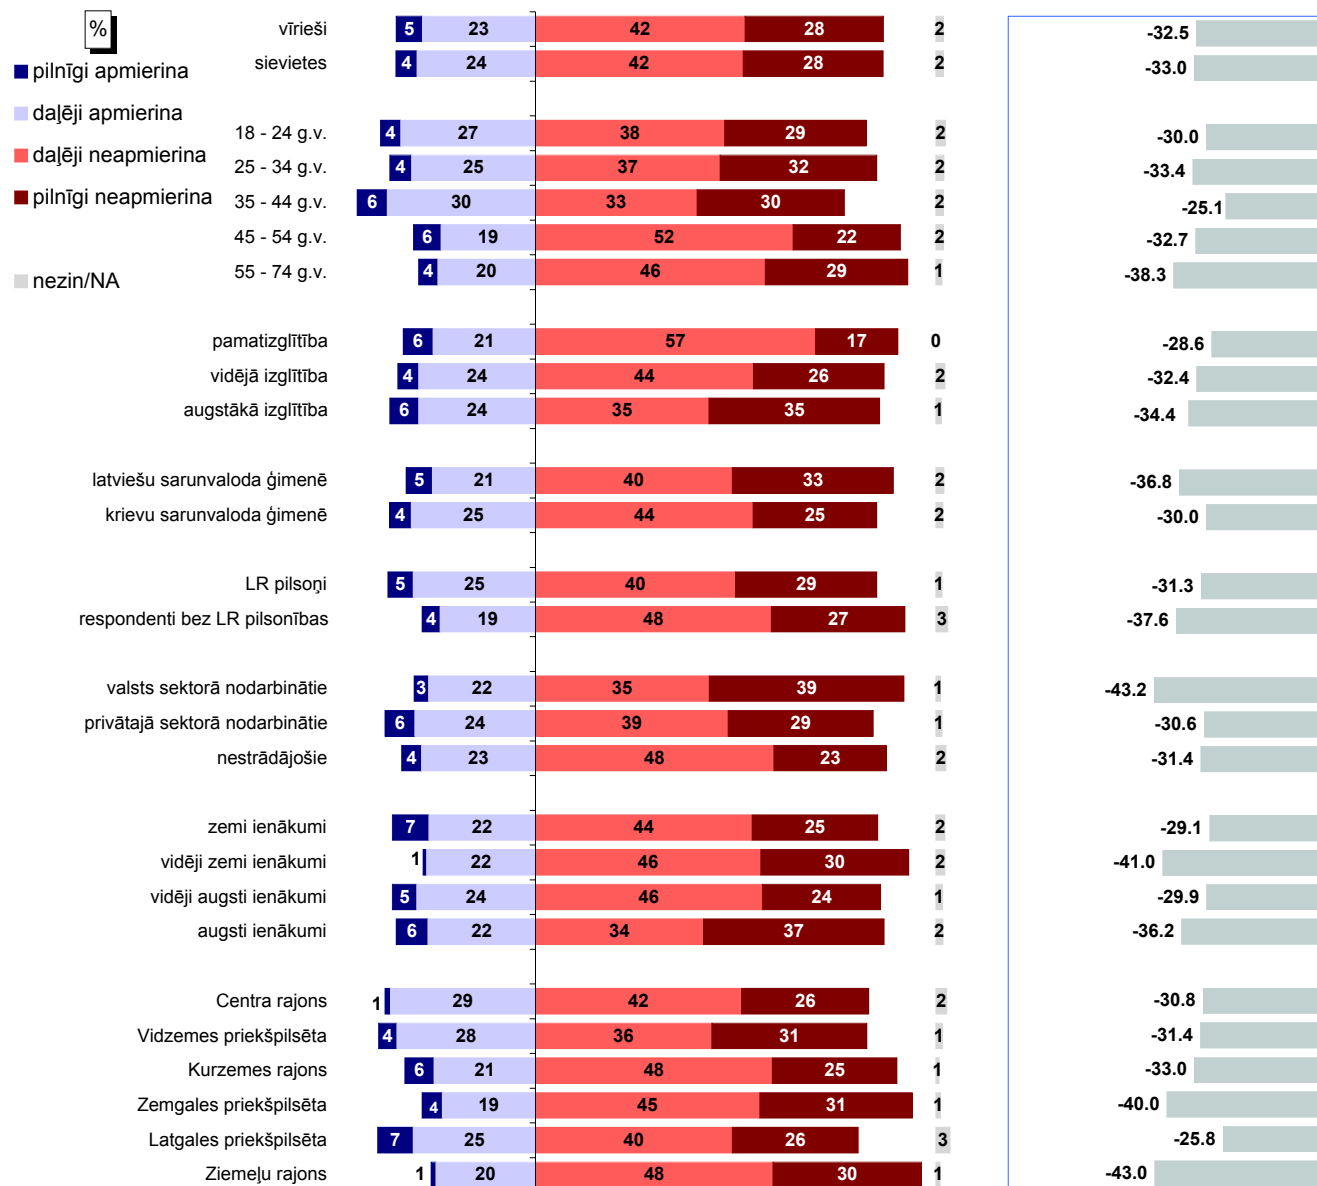 %
pilnīgi apmierina
daļēji apmierina
daļēji neapmierina
pilnīgi neapmierina
nezin/NA
vīrieši 5 23 42 28 2 -32.5
sievietes 4 24 42 28 2 -33.0
18 - 24 g.v. 4 27 38 29 2 -30.0
25 - 34 g.v. 4 25 37 32 2 -33.4
35 - 44 g.v. 6 30 33 30 2 -25.1
45 - 54 g.v. 6 19 52 22 2 -32.7
55 - 74 g.v. 4 20 46 29 1 -38.3
pamatizglītība 6 21 57 17 0 -28.6
vidējā izglītība 4 24 44 26 2 -32.4
augstākā izglītība 6 24 35 35 1 -34.4
latviešu sarunvaloda ģimenē 5 21 40 33 2 -36.8
krievu sarunvaloda ģimenē 4 25 44 25 2 -30.0
LR pilsoņi 5 25 40 29 1 -31.3
respondenti bez LR pilsonības 4 19 48 27 3 -37.6
valsts sektorā nodarbinātie 3 22 35 39 1 -43.2
privātajā sektorā nodarbinātie 6 24 39 29 1 -30.6
nestrādājošie 4 23 48 23 2 -31.4
zemi ienākumi 7 22 44 25 2 -29.1
vidēji zemi ienākumi 1 22 46 30 2 -41.0
vidēji augsti ienākumi 5 24 46 24 1 -29.9
augsti ienākumi 6 22 34 37 2 -36.2
Centra rajons 1 29 42 26 2 -30.8
Vidzemes priekšpilsēta 4 28 36 31 1 -31.4
Kurzemes rajons 6 21 48 25 1 -33.0
Zemgales priekšpilsēta 4 19 45 31 1 -40.0
Latgales priekšpilsēta 7 25 40 26 3 -25.8
Ziemeļu rajons 1 20 48 30 1 -43.0